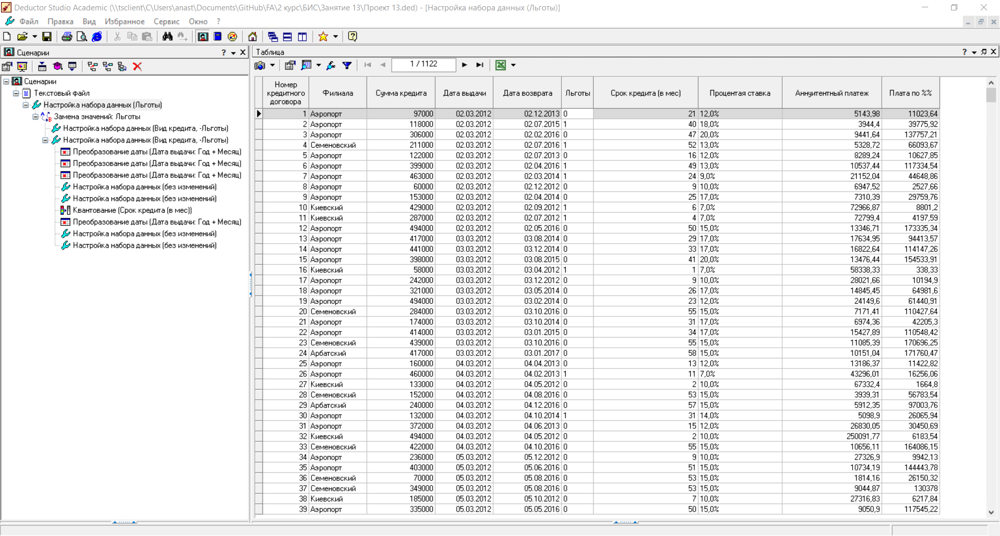 Deductor Studio Academic (\\tsclient\C\Users\anast\Documents\GitHub\FA\2 курс\БИС\Занятие 13\Проект 13.ded) - [Настройка набора данных (Льготы)]
Файл Правка Вид Избранное Сервис Окно ?
Сценарии
Сценарии
Текстовый файл
Настройка набора данных (Льготы)
Замена значений: Льготы
Настройка набора данных (Вид кредита, -Льготы)
Настройка набора данных (Вид кредита, -Льготы)
Преобразование даты (Дата выдачи: Год + Месяц)
Преобразование даты (Дата выдачи: Год + Месяц)
Преобразование даты (Дата выдачи: Год + Месяц)
Настройка набора данных (без изменений)
Настройка набора данных (без изменений)
Квантование (Срок кредита (в мес))
Преобразование даты (Дата выдачи: Год + Месяц)
Настройка набора данных (без изменений)
Настройка набора данных (без изменений)
Таблица
1 / 1122
Номер кредитного договора Филиала Сумма кредита Дата выдачи Дата возврата Льготы Срок кредита (в мес) Процентая ставка Аннуитентный платеж Плата по %%
1 Аэропорт 97000 02.03.2012 02.12.2013 0 21 12,0% 5143,98 11023,64
2 Аэропорт 118000 02.03.2012 02.07.2015 1 40 18,0% 3944,4 39775,92
3 Аэропорт 306000 02.03.2012 02.02.2016 0 47 20,0% 9441,64 137757,21
4 Семеновский 211000 02.03.2012 02.07.2016 1 52 13,0% 5328,72 66093,67
5 Аэропорт 122000 02.03.2012 02.07.2013 0 16 12,0% 8289,24 10627,85
6 Аэропорт 399000 02.03.2012 02.04.2016 1 49 13,0% 10537,44 117334,54
7 Аэропорт 463000 02.03.2012 02.03.2014 1 24 9,0% 21152,04 44648,86
8 Аэропорт 60000 02.03.2012 02.12.2012 0 9 10,0% 6947,52 2527,66
9 Аэропорт 153000 02.03.2012 02.04.2014 0 25 17,0% 7310,39 29759,76
10 Киевский 429000 02.03.2012 02.09.2012 1 6 7,0% 72966,87 8801,2
11 Киевский 287000 02.03.2012 02.07.2012 1 4 7,0% 72799,4 4197,59
12 Аэропорт 494000 02.03.2012 02.05.2016 0 50 15,0% 13346,71 173335,34
13 Аэропорт 417000 03.03.2012 03.08.2014 0 29 17,0% 17634,95 94413,57
14 Аэропорт 441000 03.03.2012 03.12.2014 0 33 17,0% 16822,64 114147,26
15 Аэропорт 398000 03.03.2012 03.08.2015 0 41 20,0% 13476,44 154533,91
16 Киевский 58000 03.03.2012 03.04.2012 1 1 7,0% 58338,33 338,33
17 Аэропорт 242000 03.03.2012 03.12.2012 0 9 10,0% 28021,66 10194,9
18 Аэропорт 321000 03.03.2012 03.05.2014 0 26 17,0% 14845,45 64981,6
19 Аэропорт 494000 03.03.2012 03.02.2014 0 23 12,0% 24149,6 61440,91
20 Семеновский 284000 03.03.2012 03.10.2016 0 55 15,0% 7171,41 110427,64
21 Аэропорт 174000 03.03.2012 03.10.2014 0 31 17,0% 6974,36 42205,3
22 Аэропорт 414000 03.03.2012 03.01.2015 0 34 17,0% 15427,89 110548,42
23 Семеновский 439000 03.03.2012 03.10.2016 0 55 15,0% 11085,39 170696,25
24 Арбатский 417000 03.03.2012 03.01.2017 0 58 15,0% 10151,04 171760,47
25 Аэропорт 160000 04.03.2012 04.04.2013 0 13 12,0% 13186,37 11422,82
26 Аэропорт 460000 04.03.2012 04.02.2013 1 11 7,0% 43296,01 16256,06
27 Киевский 133000 04.03.2012 04.05.2012 0 2 10,0% 67332,4 1664,8
28 Семеновский 152000 04.03.2012 04.08.2016 0 53 15,0% 3939,31 56783,54
29 Арбатский 240000 04.03.2012 04.12.2016 0 57 15,0% 5912,35 97003,76
30 Аэропорт 132000 04.03.2012 04.10.2014 1 31 14,0% 5098,9 26065,94
31 Аэропорт 372000 04.03.2012 04.06.2013 0 15 12,0% 26830,05 30450,69
32 Киевский 494000 04.03.2012 04.05.2012 0 2 10,0% 250091,77 6183,54
33 Семеновский 422000 04.03.2012 04.10.2016 0 55 15,0% 10656,11 164086,15
34 Аэропорт 236000 05.03.2012 05.12.2012 0 9 10,0% 27326,9 9942,13
35 Аэропорт 403000 05.03.2012 05.06.2016 0 51 15,0% 10734,19 144443,78
36 Семеновский 70000 05.03.2012 05.08.2016 0 53 15,0% 1814,16 26150,32
37 Семеновский 349000 05.03.2012 05.08.2016 0 53 15,0% 9044,87 130378
38 Киевский 185000 05.03.2012 05.10.2012 0 7 10,0% 27316,83 6217,84
39 Аэропорт 335000 05.03.2012 05.05.2016 0 50 15,0% 9050,9 117545,22